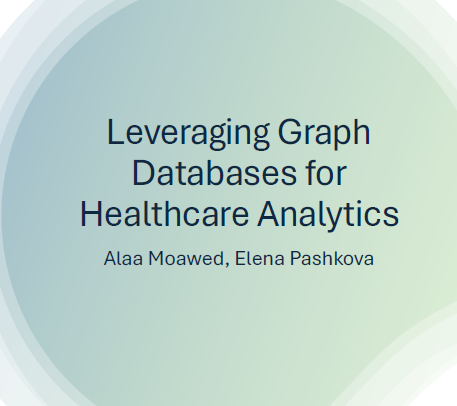 Leveraging Graph
Databases for
Healthcare Analytics
Alaa Moawed, Elena Pashkova